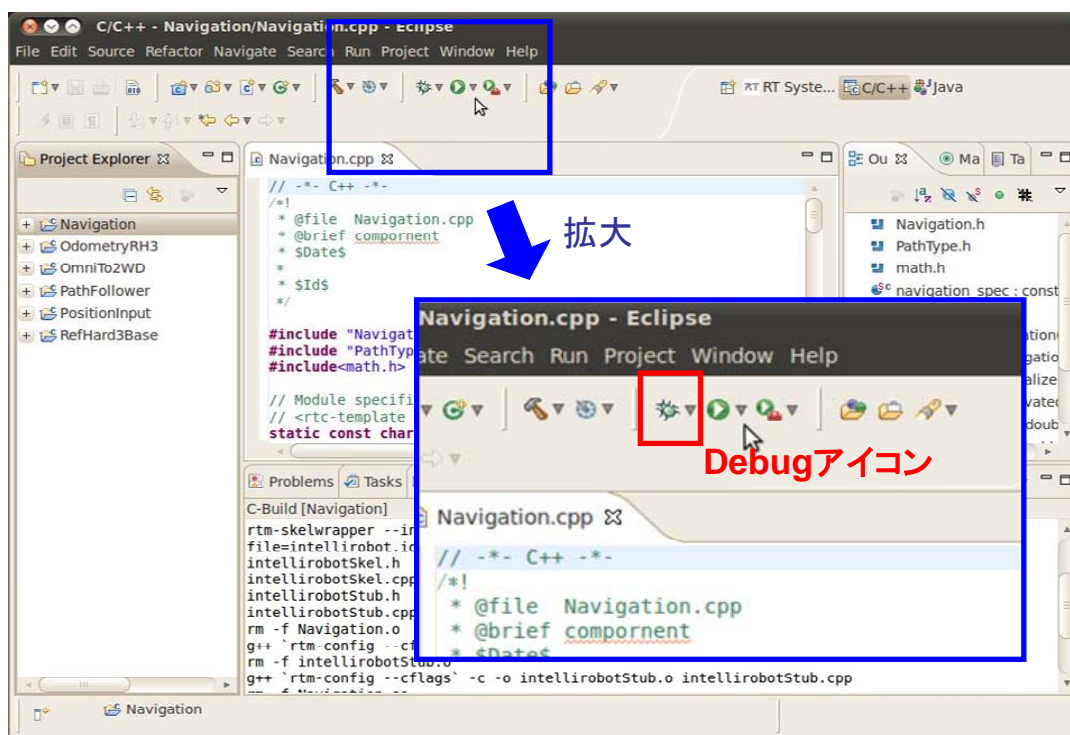 C/C++ - Navigation/Navigation.cpp - Eclipse
File Edit Source Refactor Navigate Search Run Project Window Help
RT Syste... C/C++ Java
Project Explorer
Navigation
OdometryRH3
OmniTo2WD
PathFollower
PositionInput
RefHard3Base
Navigation.cpp
// -*- C++ -*-
/*!
* @file Navigation.cpp
* @brief compornent
* $Date$
*
* $Id$
*/
#include "Navigat
#include "PathTyp
#include<math.h>
// Module specifi
// <rtc-template
static const char
拡大
Ou Ma Ta
Navigation.h
PathType.h
math.h
navigation_spec : const
Navigation.cpp - Eclipse
ate Search Run Project Window Help
Debugアイコン
Navigation.cpp
// -*- C++ -*-
/*!
* @file Navigation.cpp
* @brief compornent
* $Date$
Problems Tasks
C-Build [Navigation]
rtm-skelwrapper --in
file=intellirobot.id
intellirobotSkel.h
intellirobotSkel.cpp
intellirobotStub.h
intellirobotStub.cpp
rm -f Navigation.o
g++ `rtm-config --cf
rm -f intellirobotStub.o
g++ `rtm-config --cflags` -c -o intellirobotStub.o intellirobotStub.cpp
Navigation